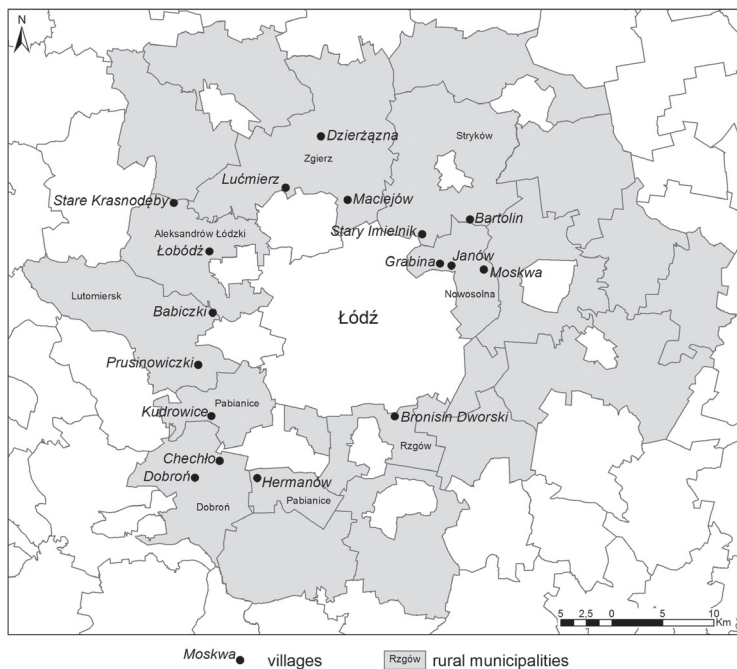 N
Dzierżązna
Zgierz
Stryków
Lućmierz
Stare Krasnodęby
Maciejów
Bartolin
Aleksandrów Łódzki
Stary Imielnik
Łobódź
Grabina
Janów
Moskwa
Lutomiersk
Nowosolna
Babiczki
Łódź
Prusinowiczki
Pabianice
Kudrowice
Bronisin Dworski
Rzgów
Chechło
Dobroń
Hermanów
Pabianice
Dobroń
5 2,5 0 5 10
Km
Moskwa villages
Rzgów rural municipalities